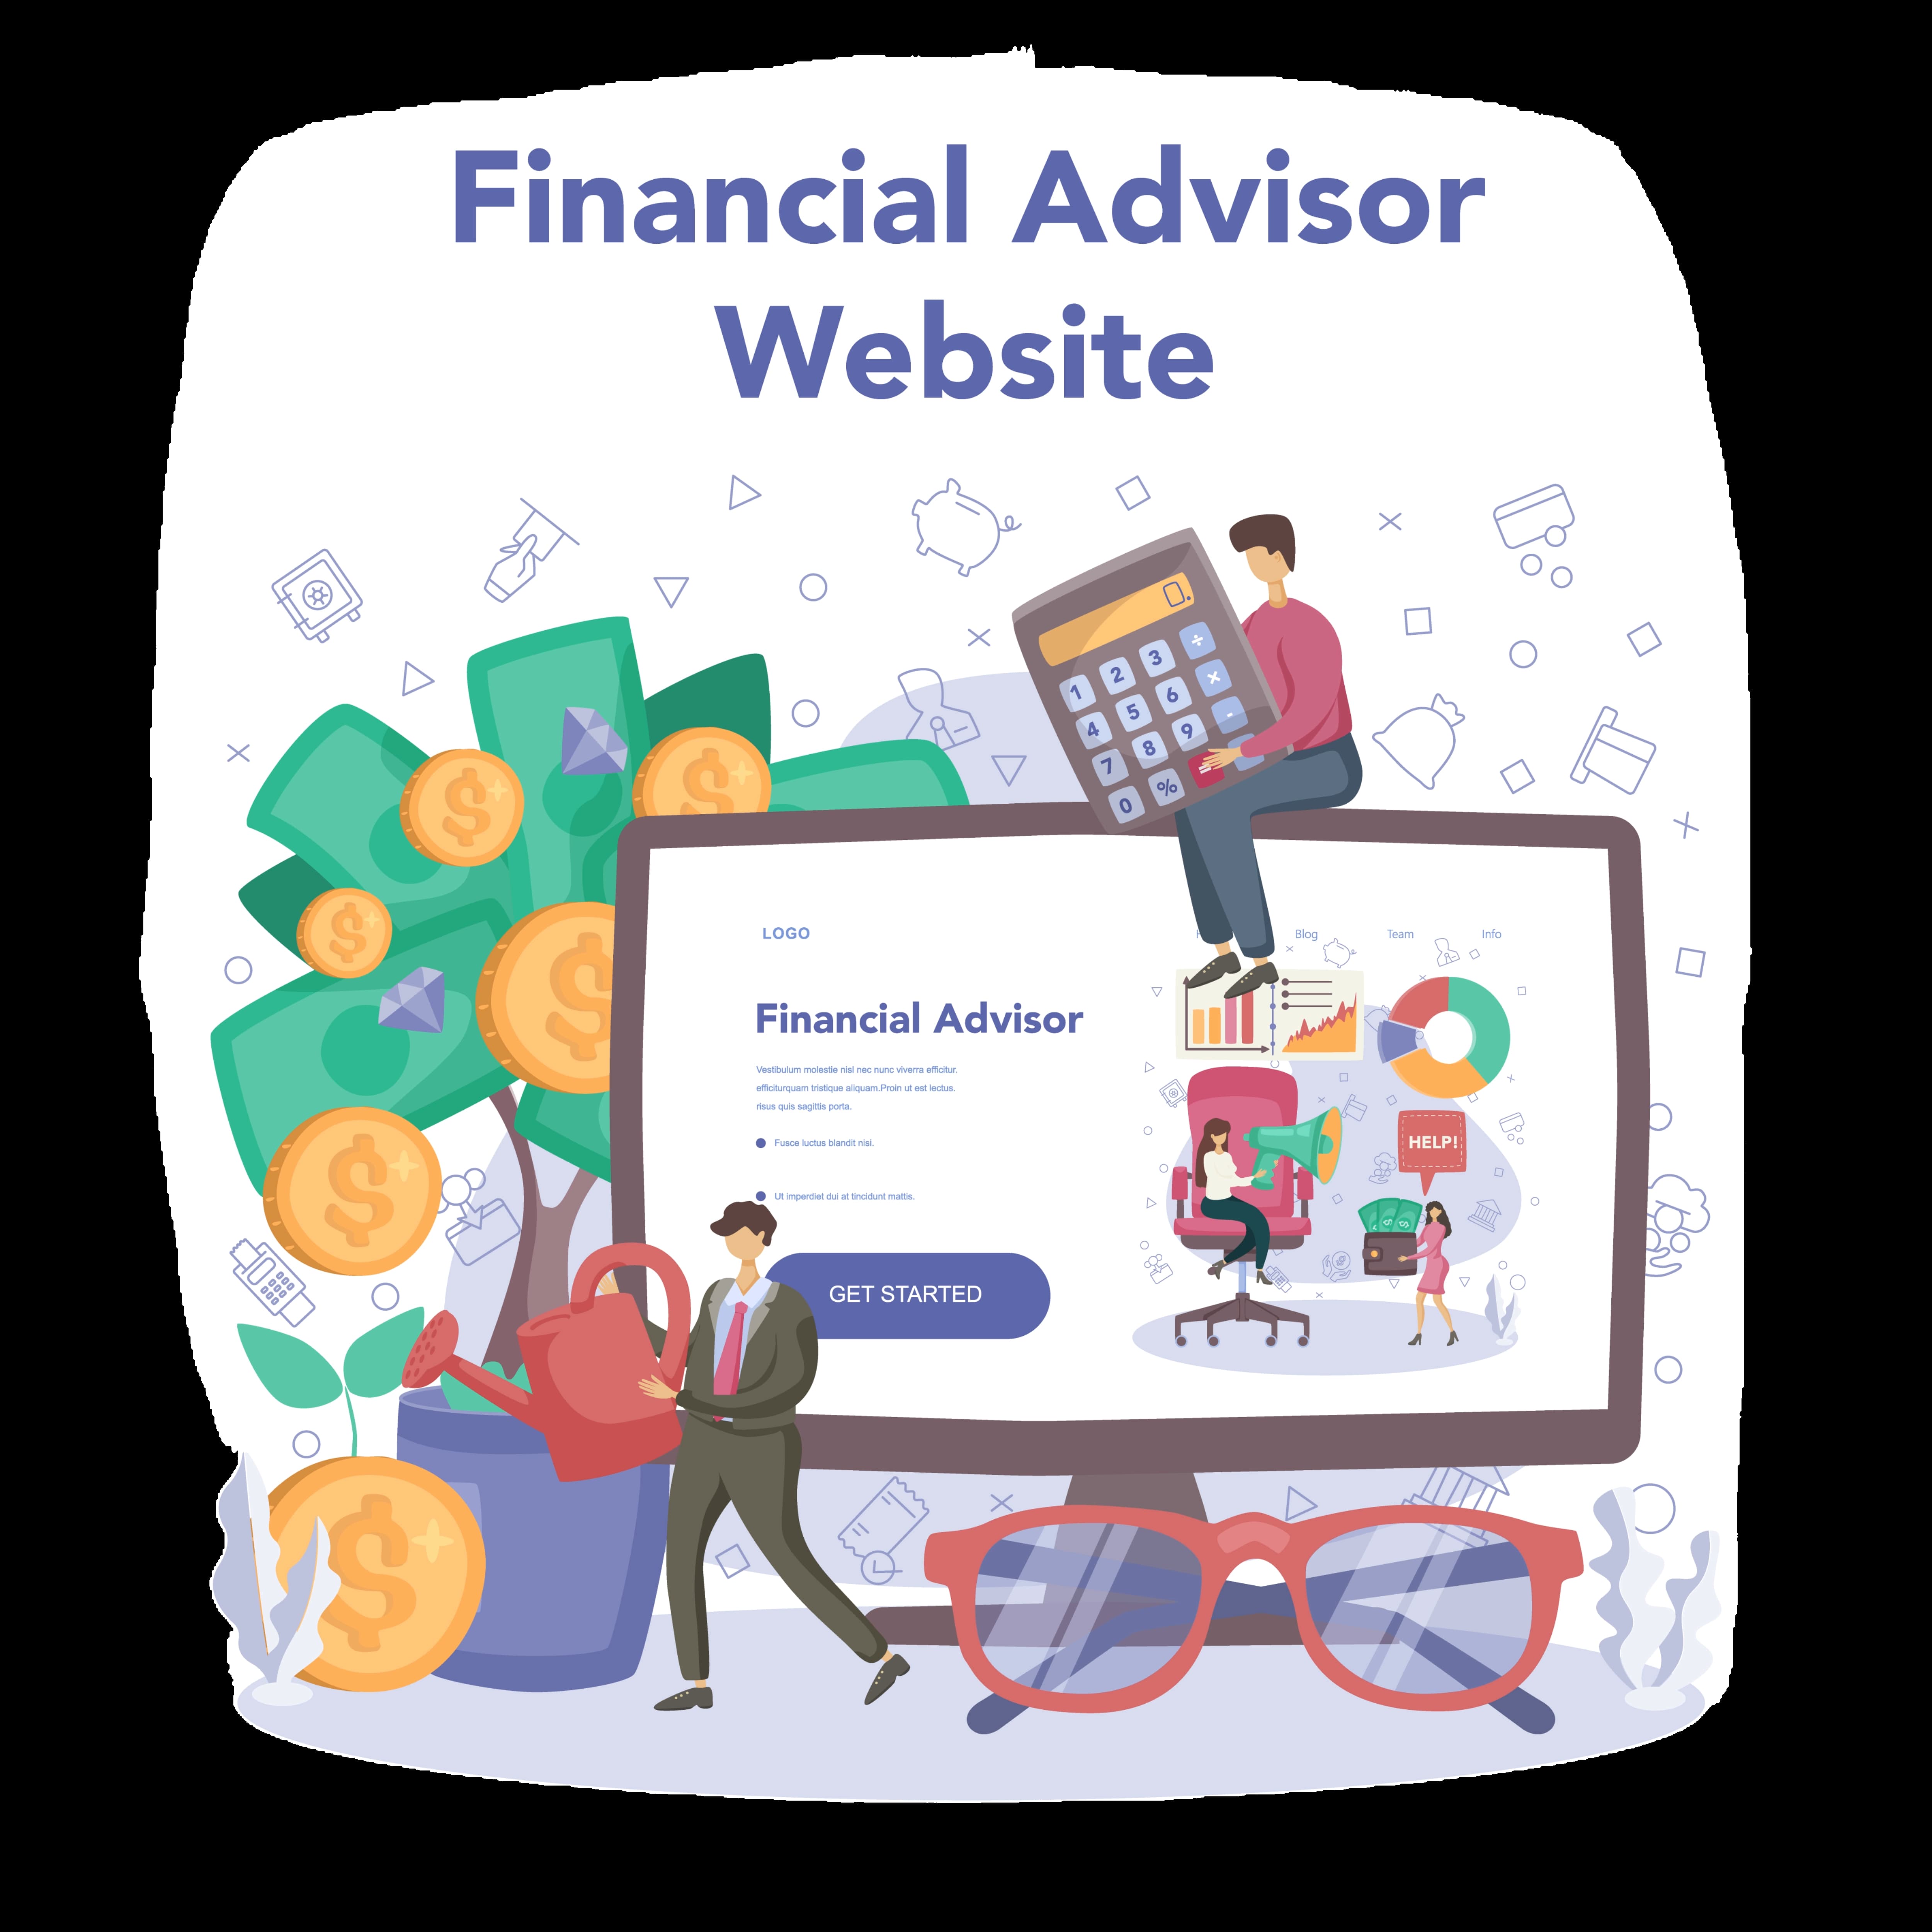 Financial Advisor
Website
0.
1 2 3 ÷
4 5 6 ×
7 8 9 -
0 % =
LOGO
Blog Team Info
Financial Advisor
Vestibulum molestie nisl nec nunc viverra efficitur.
efficiturquam tristique aliquam.Proin ut est lectus.
risus quis sagittis porta.
Fusce luctus blandit nisi.
Ut imperdiet dui at tincidunt mattis.
GET STARTED
HELP!